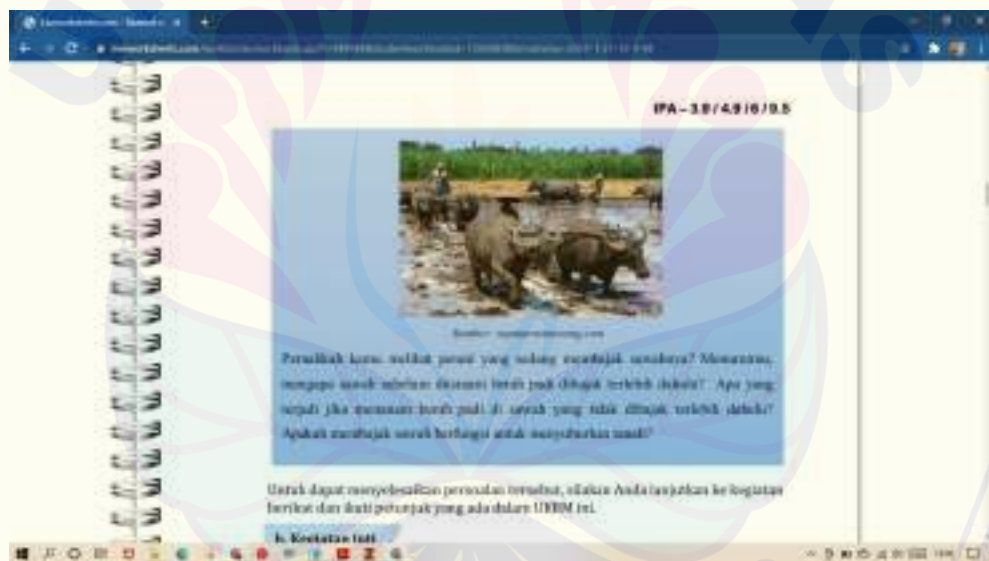 IPA – 3.9 / 4.9 / 6 / 9.5
Pernahkah kamu melihat petani yang sedang membajak sawahnya? Menurutmu,
mengapa sawah sebelum ditanami benih padi dibajak terlebih dahulu? Apa yang
terjadi jika menanam benih padi di sawah yang tidak dibajak terlebih dahulu?
Apakah membajak sawah berfungsi untuk menyuburkan tanah?
Untuk dapat menyelesaikan persoalan tersebut, silakan Anda lanjutkan ke kegiatan
berikut dan ikuti petunjuk yang ada dalam UKBM ini.
b. Kegiatan Inti